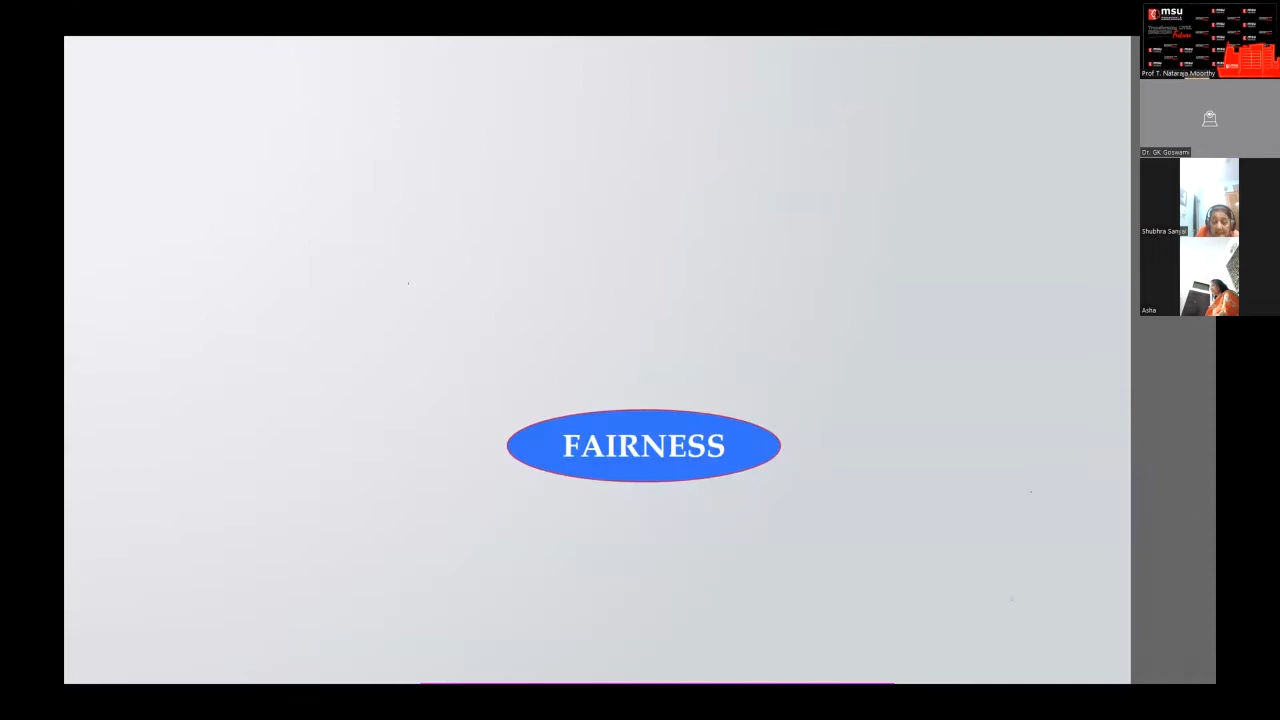 FAIRNESS
msu
Prof T. Nataraja Moorthy
Dr. GK Goswami
Shubhra Sanyal
Asha